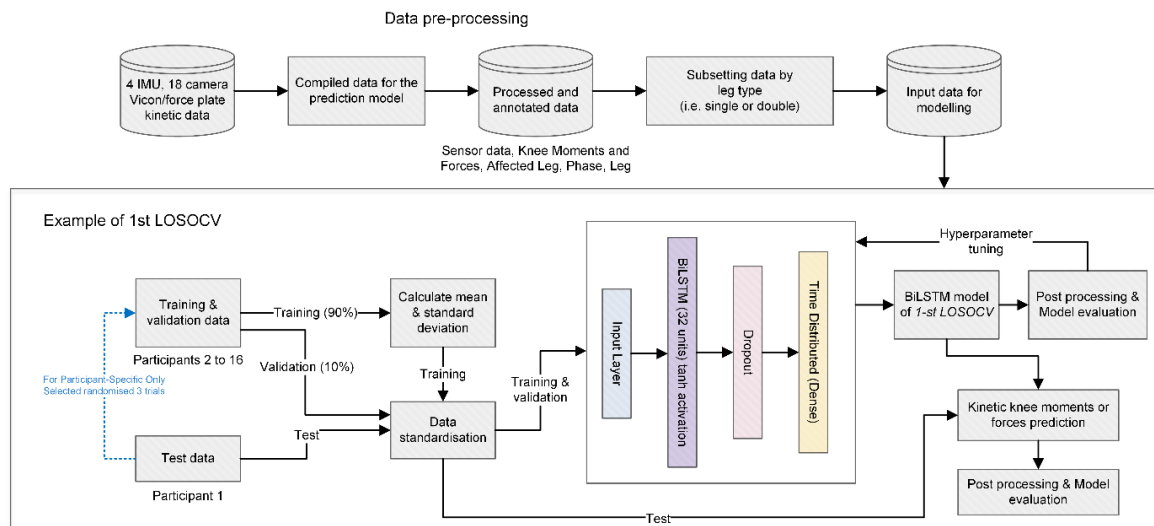 Data pre-processing
4 IMU, 18 camera
Vicon/force plate
kinetic data
Compiled data for the
prediction model
Processed and
annotated data
Subsetting data by
leg type
(i.e. single or double)
Input data for
modelling
Sensor data, Knee Moments and
Forces, Affected Leg, Phase, Leg
Example of 1st LOSOCV
Training &
validation data
Participants 2 to 16
Training (90%)
Validation (10%)
Calculate mean
& standard
deviation
Training
For Participant-Specific Only
Selected randomised 3 trials
Test data
Participant 1
Test
Data
standardisation
Training &
validation
Input Layer
BiLSTM (32 units) tanh activation
Dropout
Time Distributed (Dense)
Hyperparameter
tuning
BiLSTM model
of 1-st LOSOCV
Post processing &
Model evaluation
Kinetic knee moments or
forces prediction
Post processing & Model
evaluation
Test